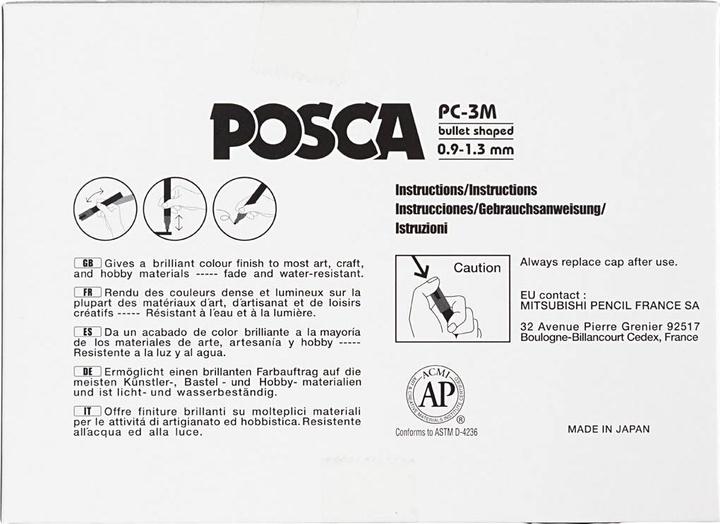 POSCA
PC-3M
bullet shaped
0.9-1.3 mm
Instructions/Instructions
Instrucciones/Gebrauchsanweisung/
Istruzioni
GB Gives a brilliant colour finish to most art, craft,
and hobby materials ----- fade and water-resistant.
FR Rendu des couleurs dense et lumineux sur la
plupart des matériaux d'art, d'artisanat et de loisirs
créatifs ----- Résistant à l'eau et à la lumière.
ES Da un acabado de color brillante a la mayoría
de los materiales de arte, artesanía y hobby -----
Resistente a la luz y al agua.
DE Ermöglicht einen brillanten Farbauftrag auf die
meisten Künstler-, Bastel - und Hobby- materialien
und ist licht- und wasserbeständig.
IT Offre finiture brillanti su molteplici materiali
per le attivitá di artigianato ed hobbistica. Resistente
all'acqua ed alla luce.
Caution
Always replace cap after use.
EU contact :
MITSUBISHI PENCIL FRANCE SA
32 Avenue Pierre Grenier 92517
Boulogne-Billancourt Cedex, France
ACMI
AP
®
Conforms to ASTM D-4236
MADE IN JAPAN